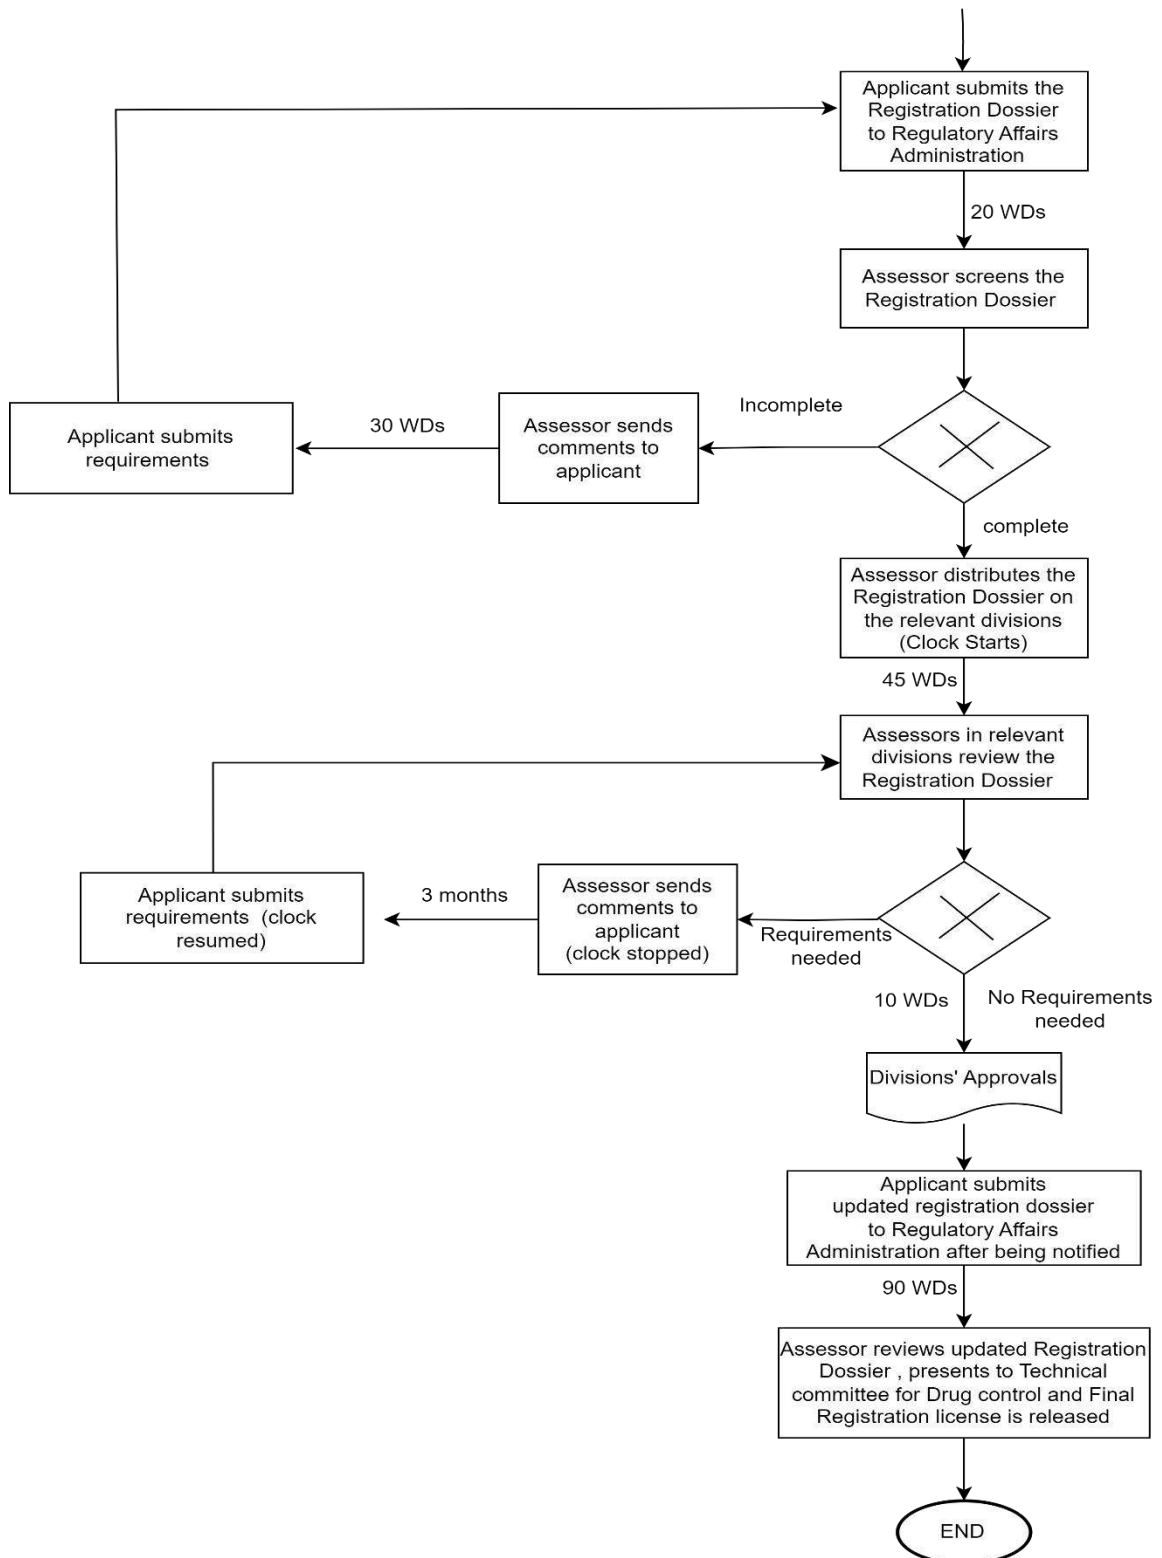 Applicant submits the
Registration Dossier
to Regulatory Affairs
Administration
20 WDs
Assessor screens the
Registration Dossier
Incomplete
Assessor sends
comments to
applicant
30 WDs
Applicant submits
requirements
complete
Assessor distributes the
Registration Dossier on
the relevant divisions
(Clock Starts)
45 WDs
Assessors in relevant
divisions review the
Registration Dossier
Requirements
needed
Assessor sends
comments to
applicant
(clock stopped)
3 months
Applicant submits
requirements (clock
resumed)
10 WDs
No Requirements
needed
Divisions' Approvals
Applicant submits
updated registration dossier
to Regulatory Affairs
Administration after being notified
90 WDs
Assessor reviews updated Registration
Dossier , presents to Technical
committee for Drug control and Final
Registration license is released
END